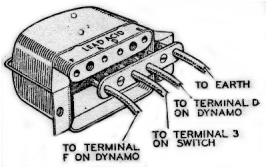 LEAD ACID
TO EARTH
TO TERMINAL D
ON DYNAMO
TO TERMINAL 3
ON SWITCH
TO TERMINAL
F ON DYNAMO